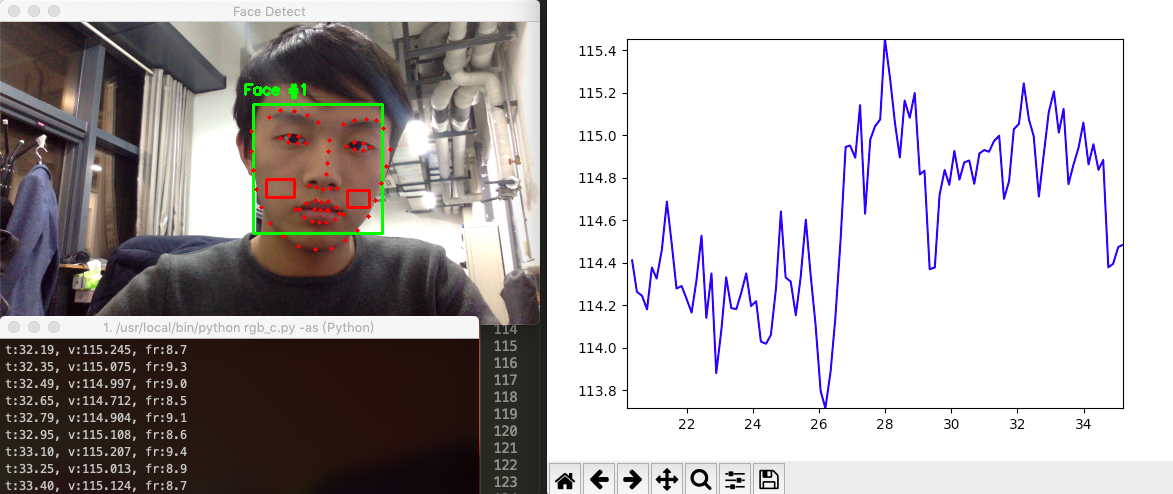 Face Detect
Face #1
1. /usr/local/bin/python rgb_c.py -as (Python)
t:32.19, v:115.245, fr:8.7
t:32.35, v:115.075, fr:9.3
t:32.49, v:114.997, fr:9.0
t:32.65, v:114.712, fr:8.5
t:32.79, v:114.904, fr:9.1
t:32.95, v:115.108, fr:8.6
t:33.10, v:115.207, fr:9.4
t:33.25, v:115.013, fr:8.9
t:33.40, v:115.124, fr:8.7
114
115
116
117
118
119
120
121
122
123
115.4
115.2
115.0
114.8
114.6
114.4
114.2
114.0
113.8
22 24 26 28 30 32 34